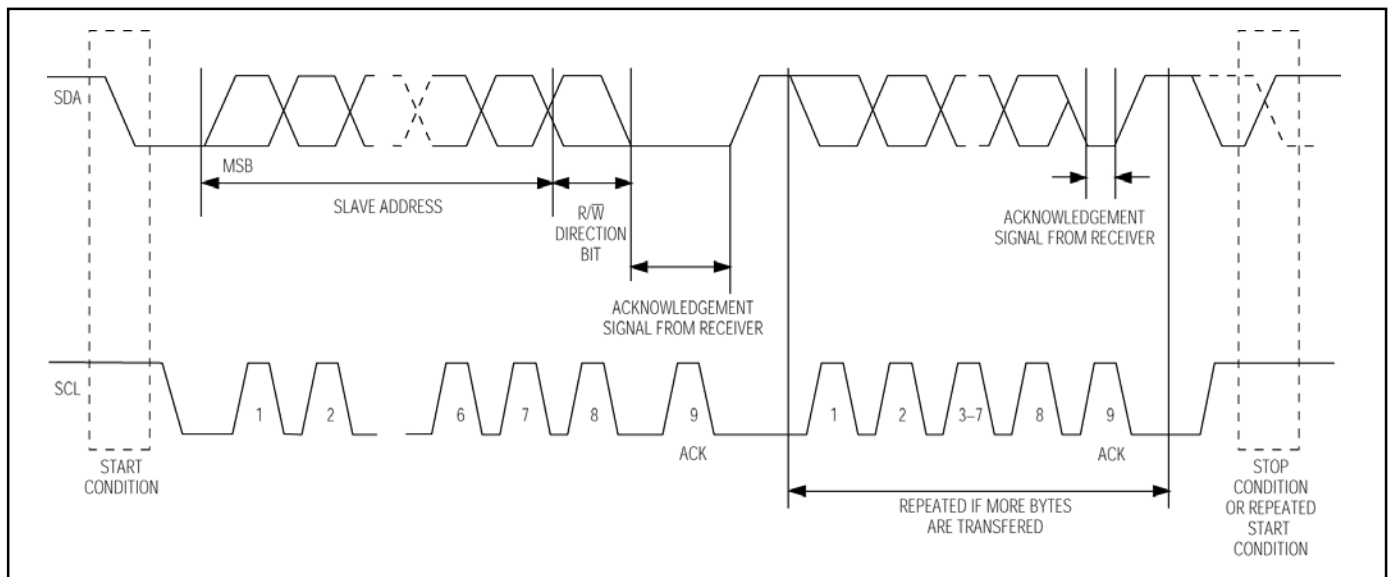 SDA
MSB
SLAVE ADDRESS
R/W̅
DIRECTION
BIT
ACKNOWLEDGEMENT
SIGNAL FROM RECEIVER
ACKNOWLEDGEMENT
SIGNAL FROM RECEIVER
SCL
1 2 6 7 8 9 1 2 3–7 8 9
ACK ACK
START
CONDITION
REPEATED IF MORE BYTES
ARE TRANSFERED
STOP
CONDITION
OR REPEATED
START
CONDITION